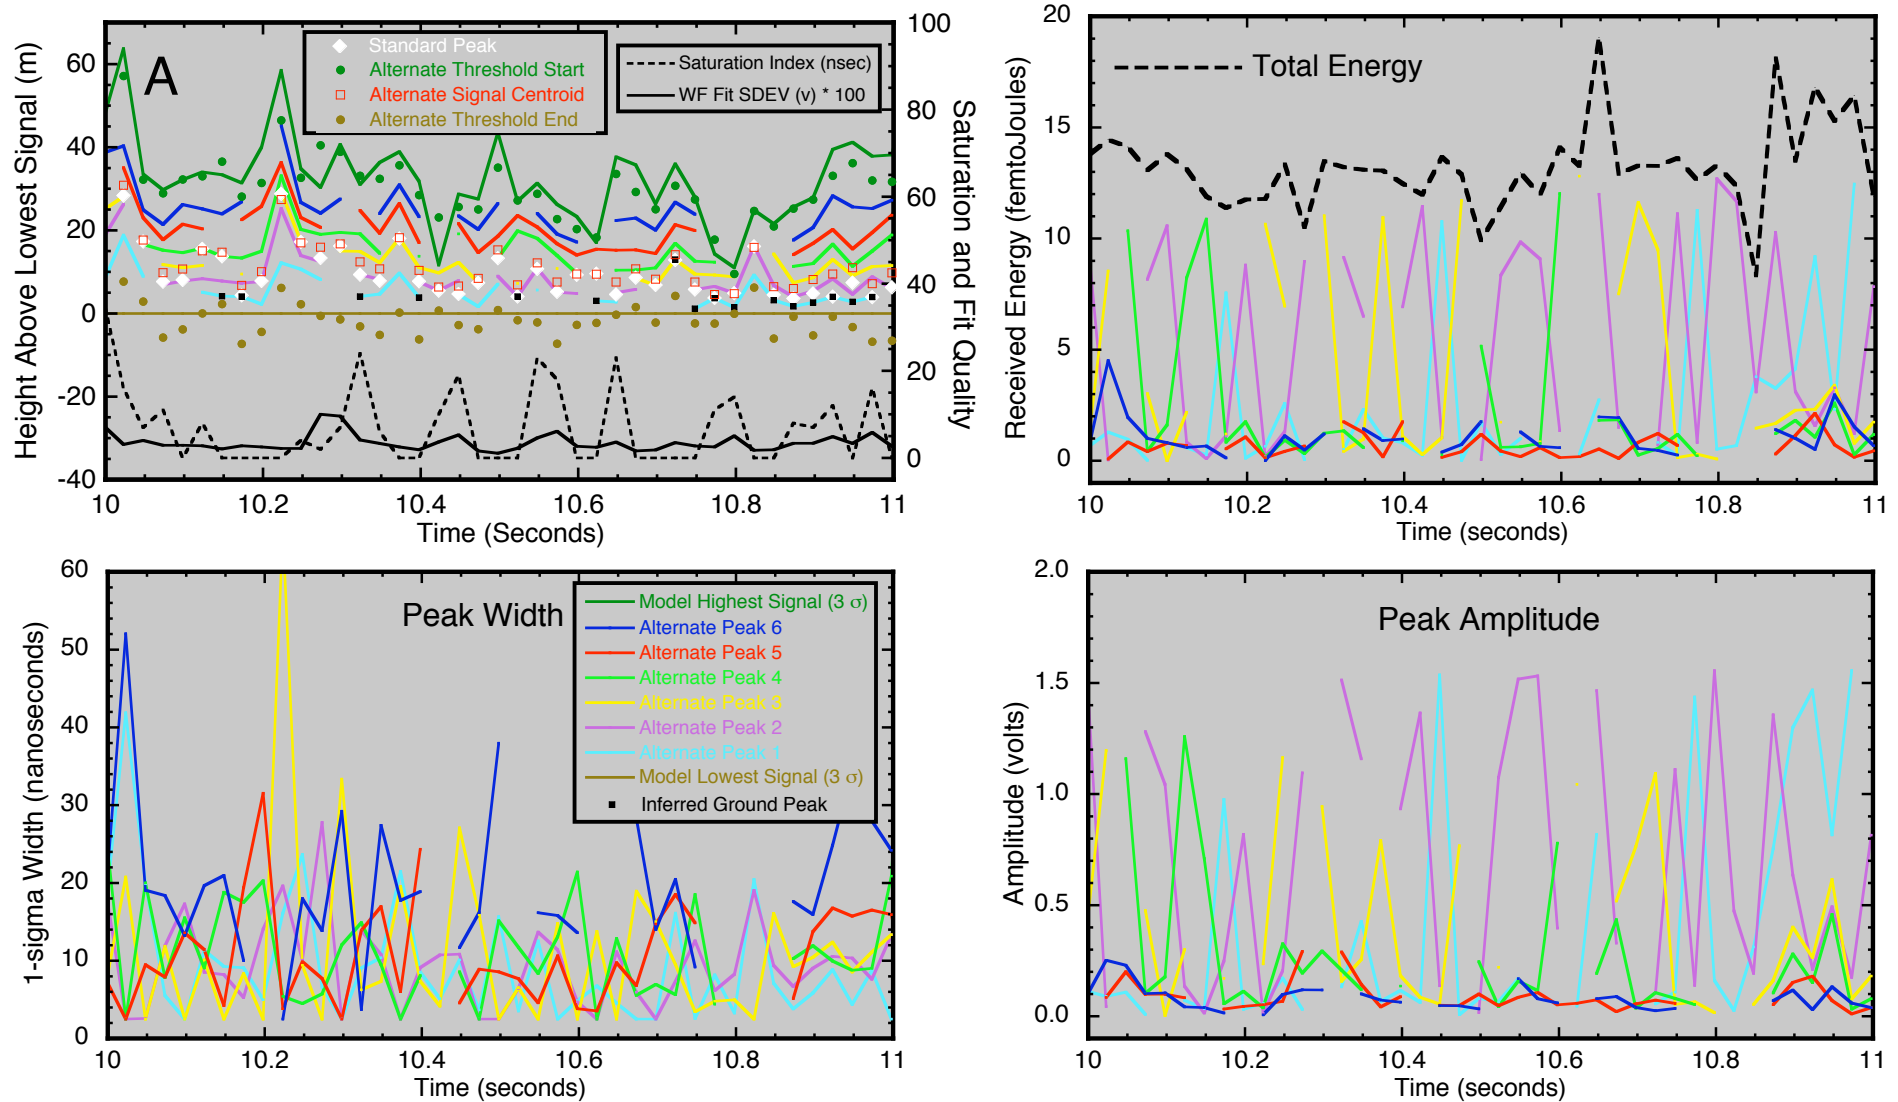 Height Above Lowest Signal (m)
60
40
20
0
-20
-40
A
Standard Peak
Alternate Threshold Start
Alternate Signal Centroid
Alternate Threshold End
Saturation Index (nsec)
WF Fit SDEV (v) * 100
100
80
60
40
20
0
Saturation and Fit Quality
10 10.2 10.4 10.6 10.8 11
Time (Seconds)
Received Energy (femtoJoules)
20
15
10
5
0
Total Energy
10 10.2 10.4 10.6 10.8 11
Time (seconds)
1-sigma Width (nanoseconds)
60
50
40
30
20
10
0
Peak Width
Model Highest Signal (3 σ)
Alternate Peak 6
Alternate Peak 5
Alternate Peak 4
Alternate Peak 3
Alternate Peak 2
Alternate Peak 1
Model Lowest Signal (3 σ)
Inferred Ground Peak
10 10.2 10.4 10.6 10.8 11
Time (seconds)
Amplitude (volts)
2.0
1.5
1.0
0.5
0.0
Peak Amplitude
10 10.2 10.4 10.6 10.8 11
Time (seconds)